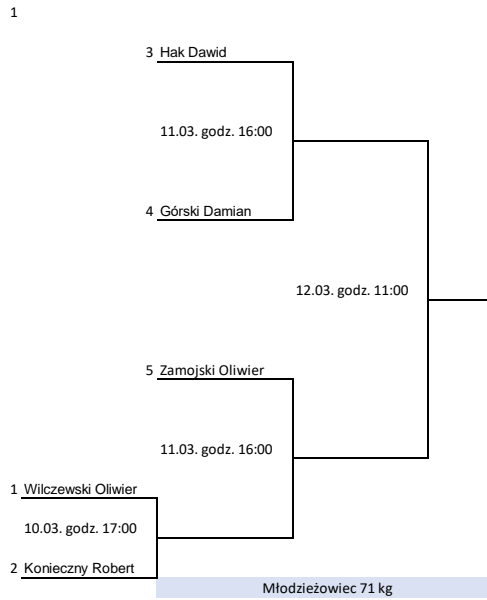 1
3 Hak Dawid
11.03. godz. 16:00
4 Górski Damian
12.03. godz. 11:00
5 Zamojski Oliwier
11.03. godz. 16:00
1 Wilczewski Oliwier
10.03. godz. 17:00
2 Konieczny Robert
Młodzieżowiec 71 kg